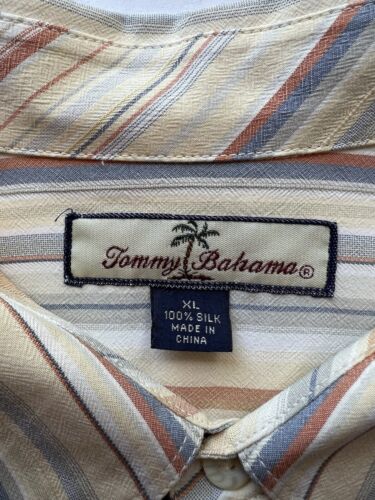 Tommy Bahama®
XL
100% SILK
MADE IN
CHINA